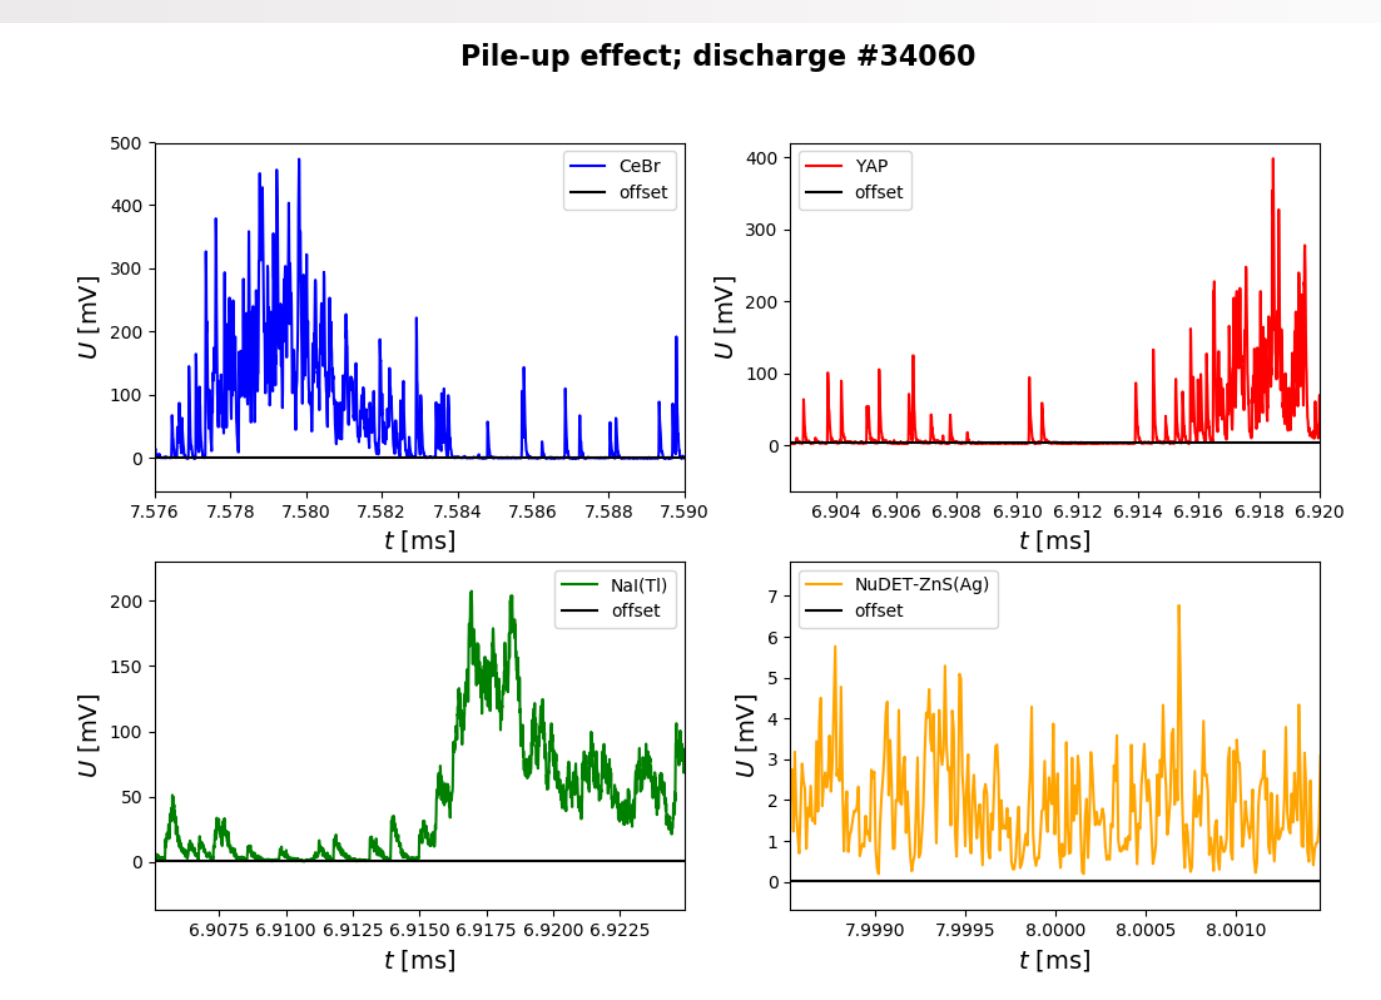 Pile-up effect; discharge #34060
500
400
300
200
100
0
U [mV]
CeBr
offset
7.576 7.578 7.580 7.582 7.584 7.586 7.588 7.590
t [ms]
400
300
200
100
0
U [mV]
YAP
offset
6.904 6.906 6.908 6.910 6.912 6.914 6.916 6.918 6.920
t [ms]
200
150
100
50
0
U [mV]
NaI(Tl)
offset
6.9075 6.9100 6.9125 6.9150 6.9175 6.9200 6.9225
t [ms]
7
6
5
4
3
2
1
0
U [mV]
NuDET-ZnS(Ag)
offset
7.9990 7.9995 8.0000 8.0005 8.0010
t [ms]